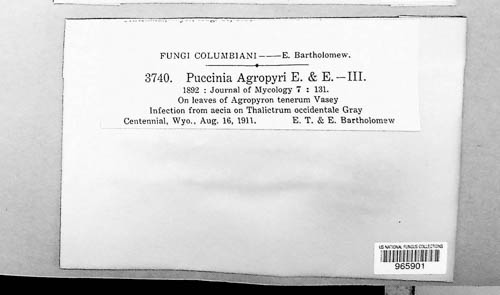 FUNGI COLUMBIANI —— E. Bartholomew.
3740. Puccinia Agropyri E. & E. — III.
1892 : Journal of Mycology 7 : 131.
On leaves of Agropyron tenerum Vasey
Infection from aecia on Thalictrum occidentale Gray
Centennial, Wyo., Aug. 16, 1911. E. T. & E. Bartholomew
US NATIONAL FUNGUS COLLECTIONS
965901